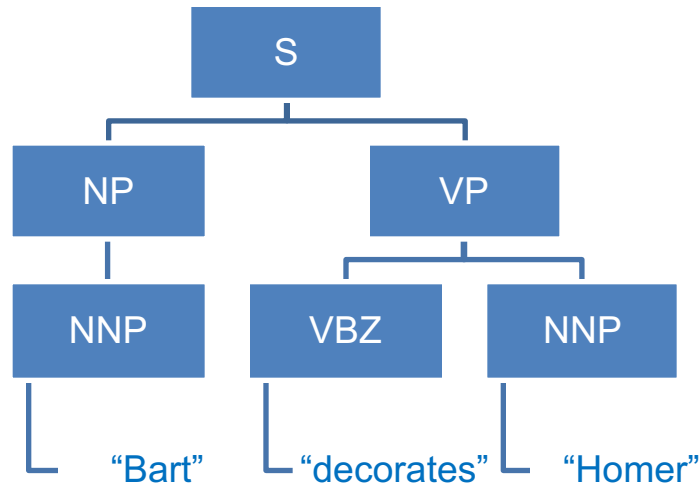 S
NP VP
NNP VBZ NNP
“Bart” “decorates” “Homer”